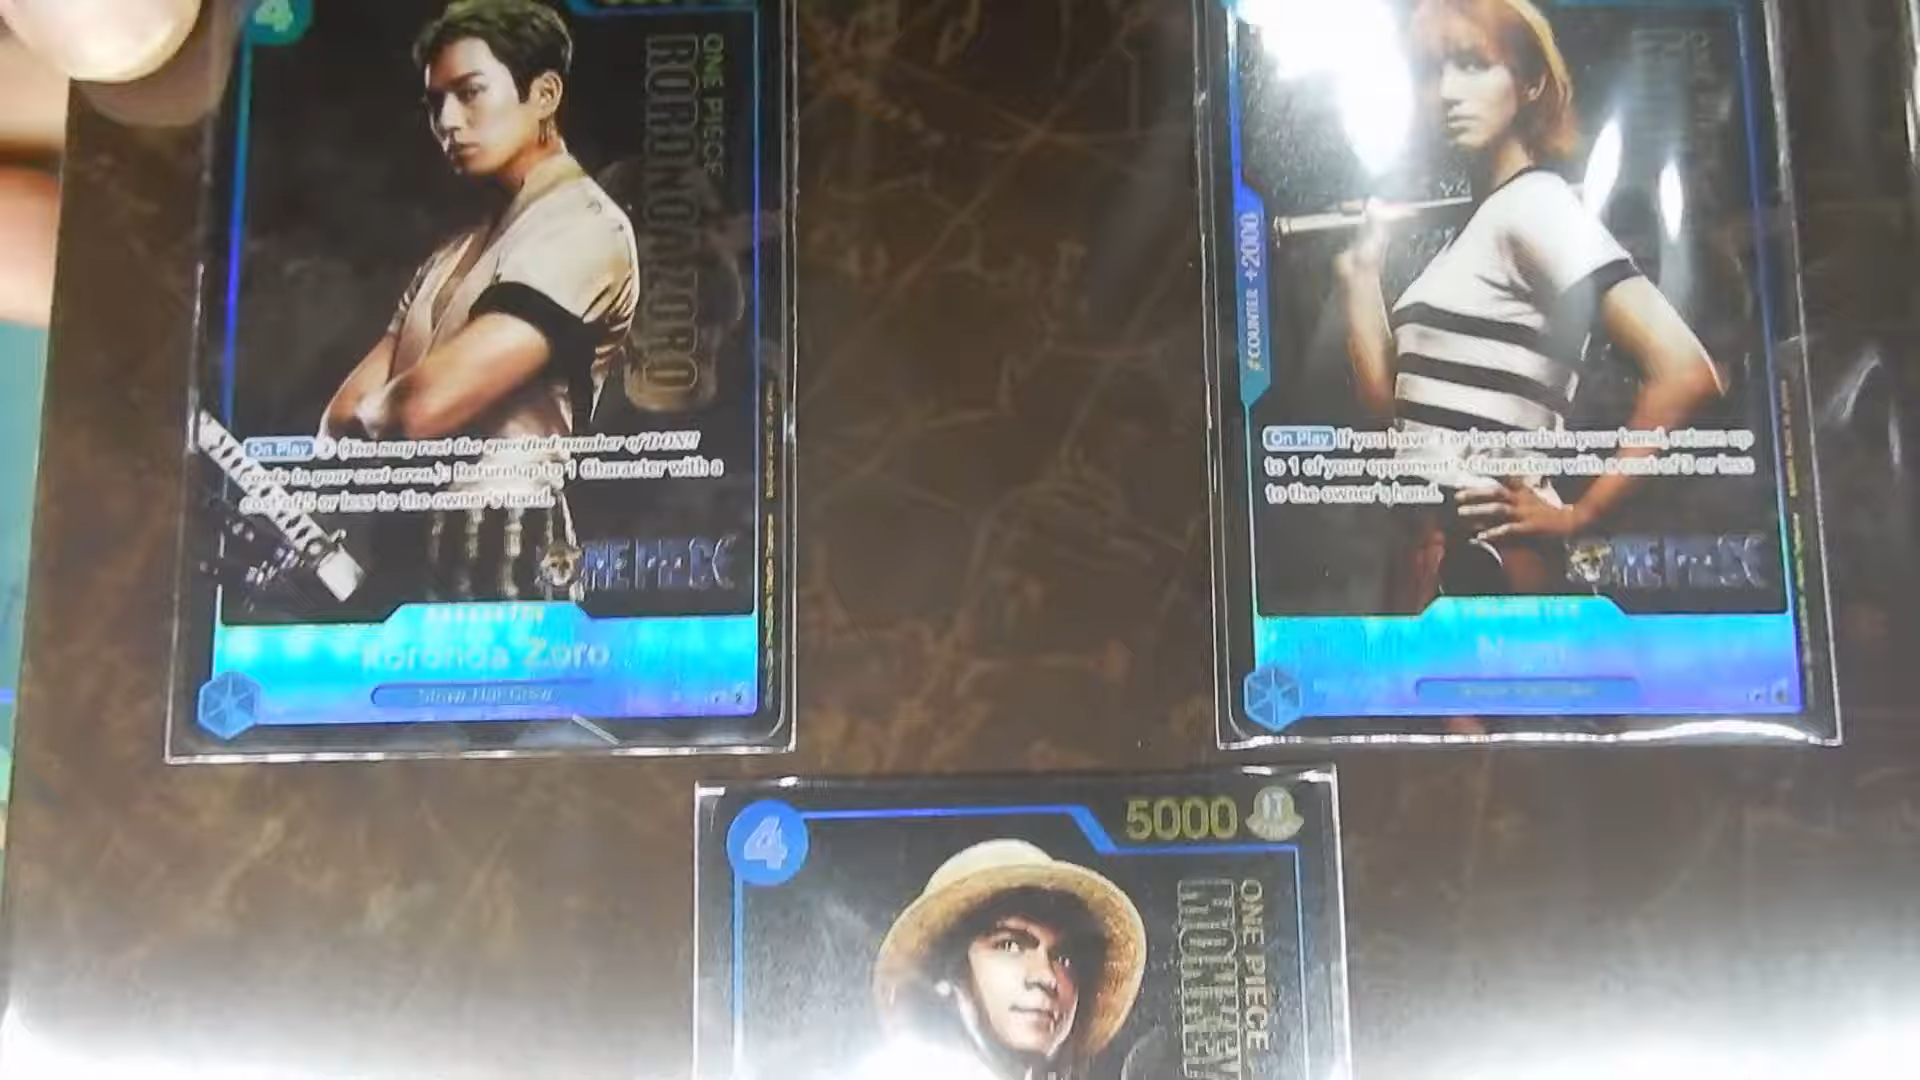 4
ONE PIECE
RORONOA ZORO
On Play (You may rest the specified number of DON!!
cards in your cost area.): Return up to 1 Character with a
cost of 5 or less to the owner's hand.
ONE PIECE
Roronoa Zoro
Straw Hat Crew
#COUNTER +2000
On Play If you have or less cards in your hand, return up
to 1 of your opponent's Characters with a cost of 3 or less
to the owner's hand.
ONE PIECE
Nami
4
5000
ONE PIECE
MONKEY